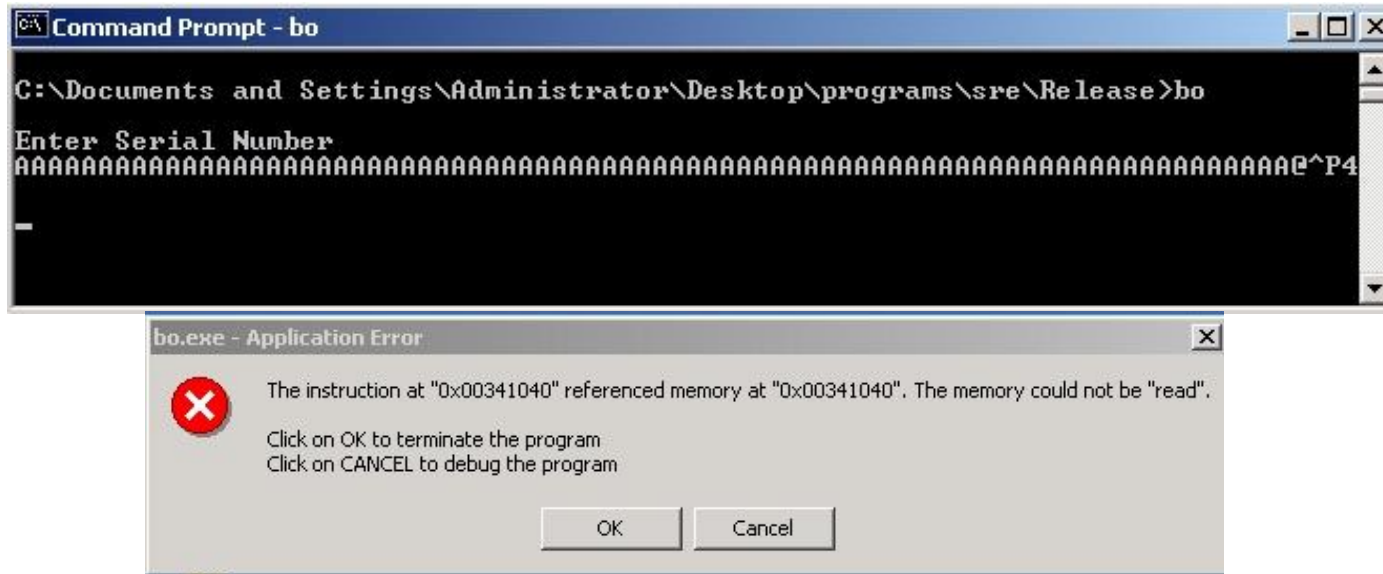 Command Prompt - bo
C:\Documents and Settings\Administrator\Desktop\programs\sre\Release>bo
Enter Serial Number
AAAAAAAAAAAAAAAAAAAAAAAAAAAAAAAAAAAAAAAAAAAAAAAAAAAAAAAAAAAAAAAAAAAAAAAAAAAA@^P4
bo.exe - Application Error
The instruction at "0x00341040" referenced memory at "0x00341040". The memory could not be "read".
Click on OK to terminate the program
Click on CANCEL to debug the program
OK Cancel